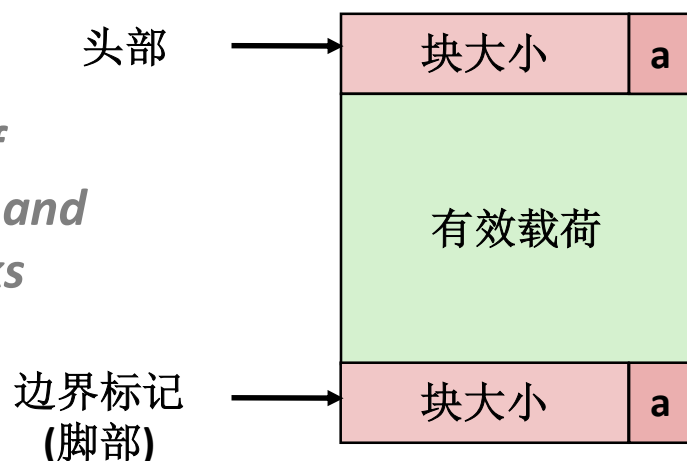 头部
块大小 a
and
有效载荷
边界标记
(脚部)
块大小 a